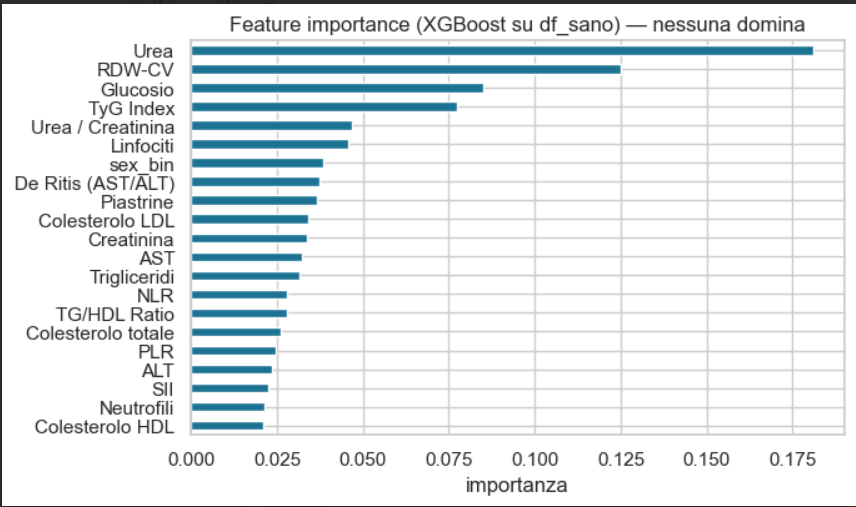 Feature importance (XGBoost su df_sano) — nessuna domina
Urea
RDW-CV
Glucosio
TyG Index
Urea / Creatinina
Linfociti
sex_bin
De Ritis (AST/ALT)
Piastrine
Colesterolo LDL
Creatinina
AST
Trigliceridi
NLR
TG/HDL Ratio
Colesterolo totale
PLR
ALT
SII
Neutrofili
Colesterolo HDL
0.000 0.025 0.050 0.075 0.100 0.125 0.150 0.175
importanza